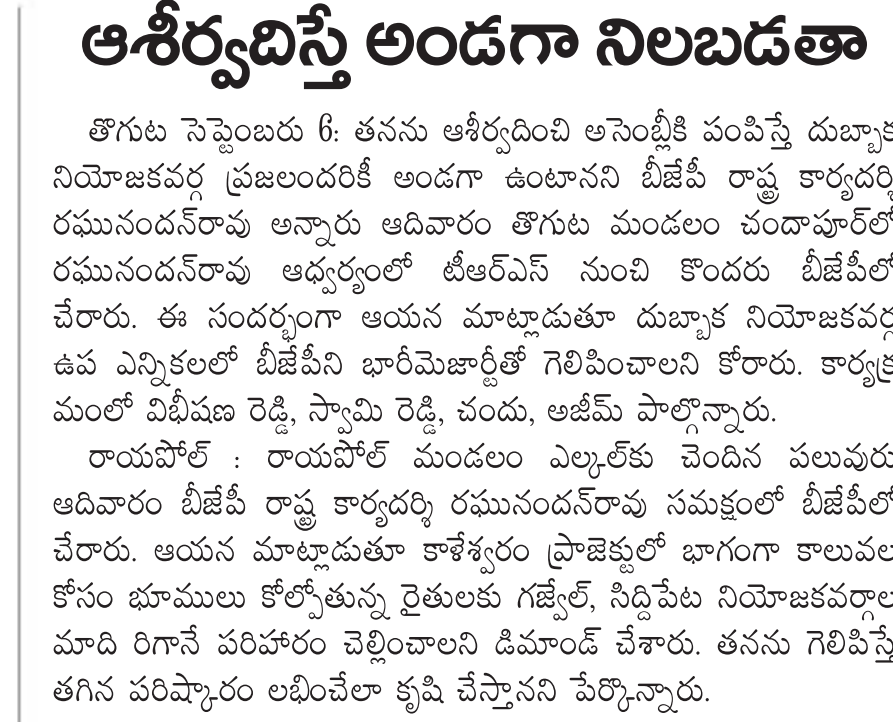 ఆశీర్వదిస్తే అండగా నిలబడతా
తొగుట సెప్టెంబరు 6: తనను ఆశీర్వదించి అసెంబ్లీకి పంపిస్తే దుబ్బాక
నియోజకవర్గ ప్రజలందరికీ అండగా ఉంటానని బీజేపీ రాష్ట్ర కార్యదర్శి
రఘునందన్‌రావు అన్నారు ఆదివారం తొగుట మండలం చందాపూర్‌లో
రఘునందన్‌రావు ఆధ్వర్యంలో టీఆర్‌ఎస్ నుంచి కొందరు బీజేపీలో
చేరారు. ఈ సందర్భంగా ఆయన మాట్లాడుతూ దుబ్బాక నియోజకవర్గ
ఉప ఎన్నికలలో బీజేపీని భారీమెజార్టీతో గెలిపించాలని కోరారు. కార్యక్ర
మంలో విభీషణ రెడ్డి, స్వామి రెడ్డి, చందు, అజీమ్ పాల్గొన్నారు.
రాయపోల్ : రాయపోల్ మండలం ఎల్కల్‌కు చెందిన పలువురు
ఆదివారం బీజేపీ రాష్ట్ర కార్యదర్శి రఘునందన్‌రావు సమక్షంలో బీజేపీలో
చేరారు. ఆయన మాట్లాడుతూ కాళేశ్వరం ప్రాజెక్టులో భాగంగా కాలువల
కోసం భూములు కోల్పోతున్న రైతులకు గజ్వేల్, సిద్దిపేట నియోజకవర్గాల
మాది రిగానే పరిహారం చెల్లించాలని డిమాండ్ చేశారు. తనను గెలిపిస్తే
తగిన పరిష్కారం లభించేలా కృషి చేస్తానని పేర్కొన్నారు.